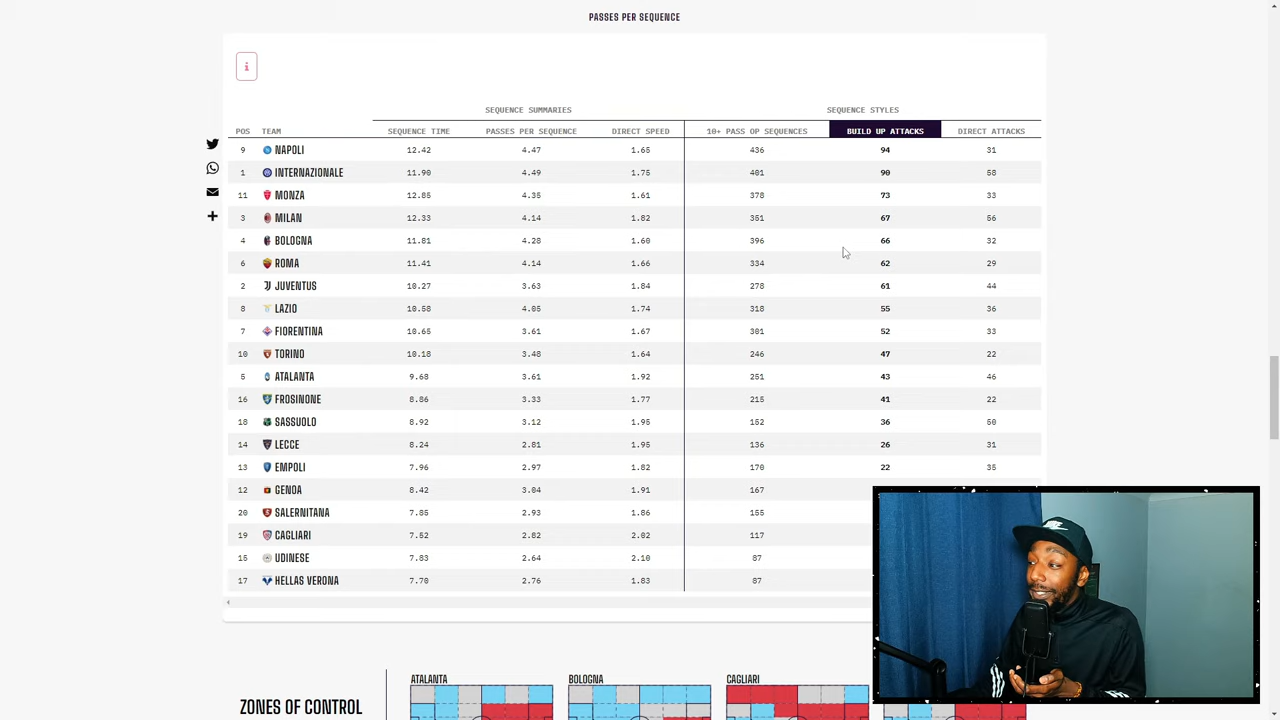 PASSES PER SEQUENCE
i
SEQUENCE SUMMARIES SEQUENCE STYLES
POS TEAM SEQUENCE TIME PASSES PER SEQUENCE DIRECT SPEED 10+ PASS OP SEQUENCES BUILD UP ATTACKS DIRECT ATTACKS
9 NAPOLI 12.42 4.47 1.65 436 94 31
1 INTERNAZIONALE 11.90 4.49 1.75 401 90 58
11 MONZA 12.85 4.35 1.61 378 73 33
3 MILAN 12.33 4.14 1.82 351 67 56
4 BOLOGNA 11.81 4.28 1.60 396 66 32
6 ROMA 11.41 4.14 1.66 334 62 29
2 JUVENTUS 10.27 3.63 1.84 278 61 44
8 LAZIO 10.58 4.05 1.74 318 55 36
7 FIORENTINA 10.65 3.61 1.67 301 52 33
10 TORINO 10.18 3.48 1.64 246 47 22
5 ATALANTA 9.68 3.61 1.92 251 43 46
16 FROSINONE 8.86 3.33 1.77 215 41 22
18 SASSUOLO 8.92 3.12 1.95 152 36 50
14 LECCE 8.24 2.81 1.95 136 26 31
13 EMPOLI 7.96 2.97 1.82 170 22 35
12 GENOA 8.42 3.04 1.91 167
20 SALERNITANA 7.85 2.93 1.86 155
19 CAGLIARI 7.52 2.82 2.02 117
15 UDINESE 7.83 2.64 2.10 87
17 HELLAS VERONA 7.70 2.76 1.83 87
ZONES OF CONTROL
ATALANTA BOLOGNA CAGLIARI